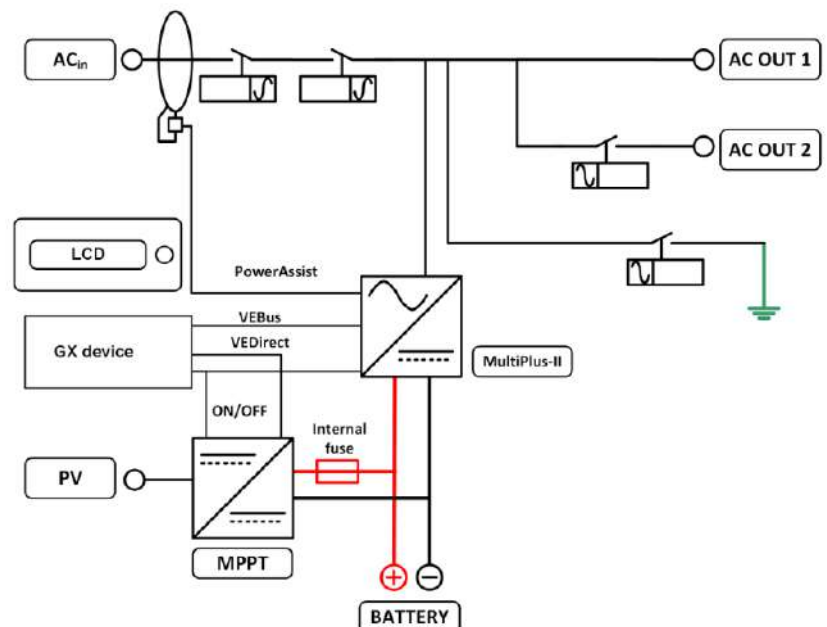 ACin
AC OUT 1
AC OUT 2
LCD
PowerAssist
VEBus
GX device
VEDirect
MultiPlus-II
ON/OFF
Internal
fuse
PV
MPPT
BATTERY